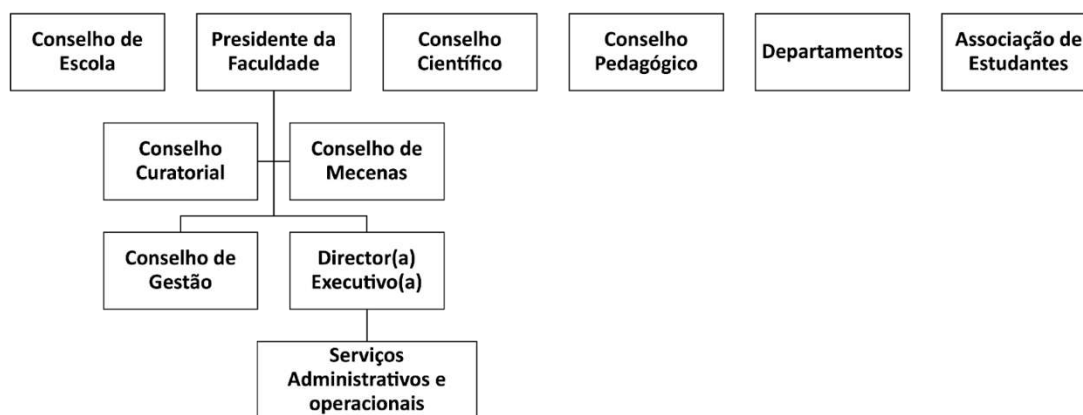 Conselho de
Escola
Presidente da
Faculdade
Conselho
Científico
Conselho
Pedagógico
Departamentos
Associação de
Estudantes
Conselho
Curatorial
Conselho de
Mecenas
Conselho de
Gestão
Director(a)
Executivo(a)
Serviços
Administrativos e
operacionais